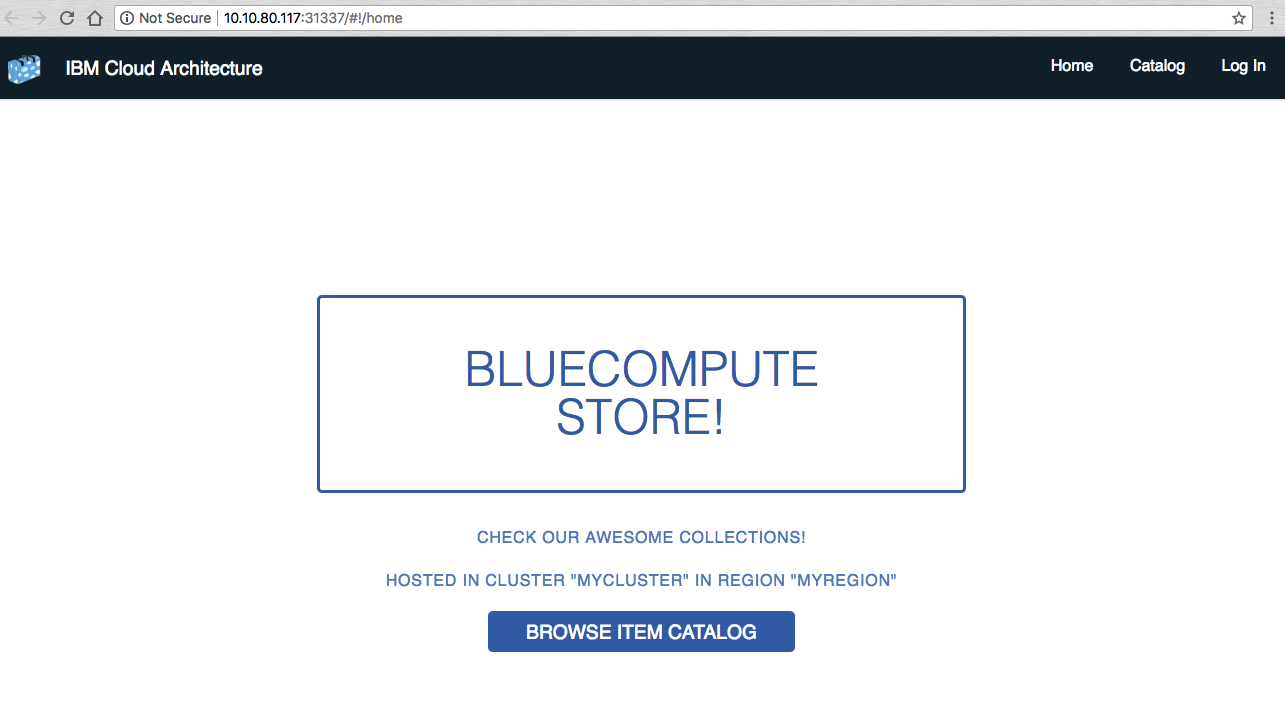 Not Secure 10.10.80.117:31337/#!/home
IBM Cloud Architecture Home Catalog Log In
BLUECOMPUTE
STORE!
CHECK OUR AWESOME COLLECTIONS!
HOSTED IN CLUSTER "MYCLUSTER" IN REGION "MYREGION"
BROWSE ITEM CATALOG